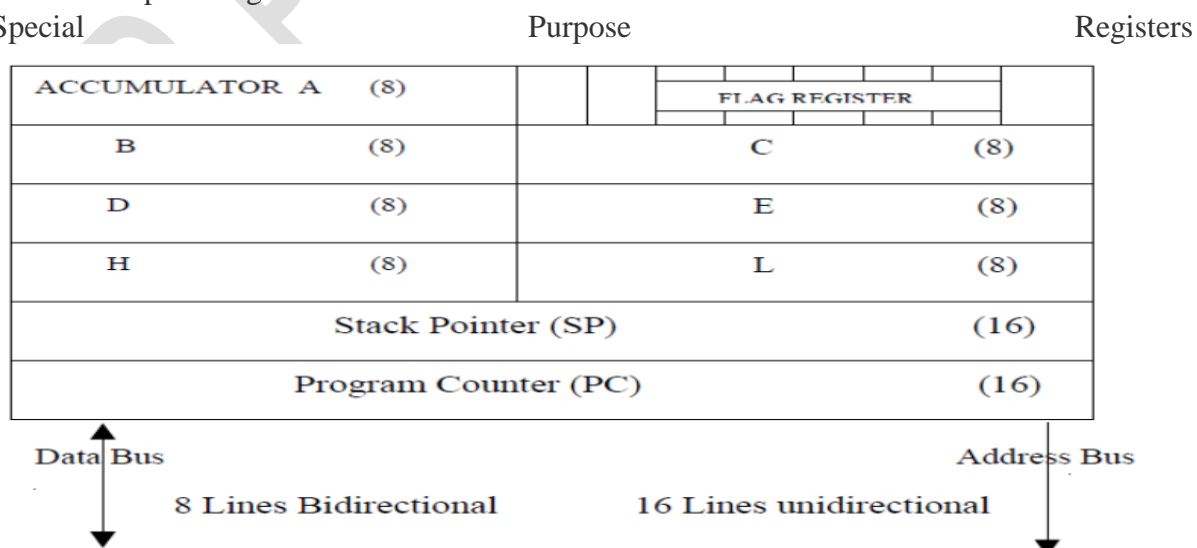 Special Purpose Registers
ACCUMULATOR A (8) FLAG REGISTER
B (8) C (8)
D (8) E (8)
H (8) L (8)
Stack Pointer (SP) (16)
Program Counter (PC) (16)
Data Bus Address Bus
8 Lines Bidirectional 16 Lines unidirectional